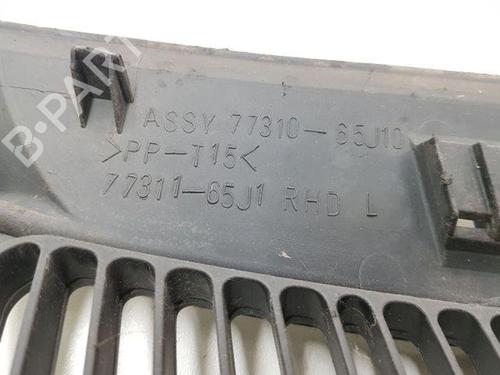 B-PARTS
ASSY 77310-65J10
>PP-T15<
77311-65J1 RHD L